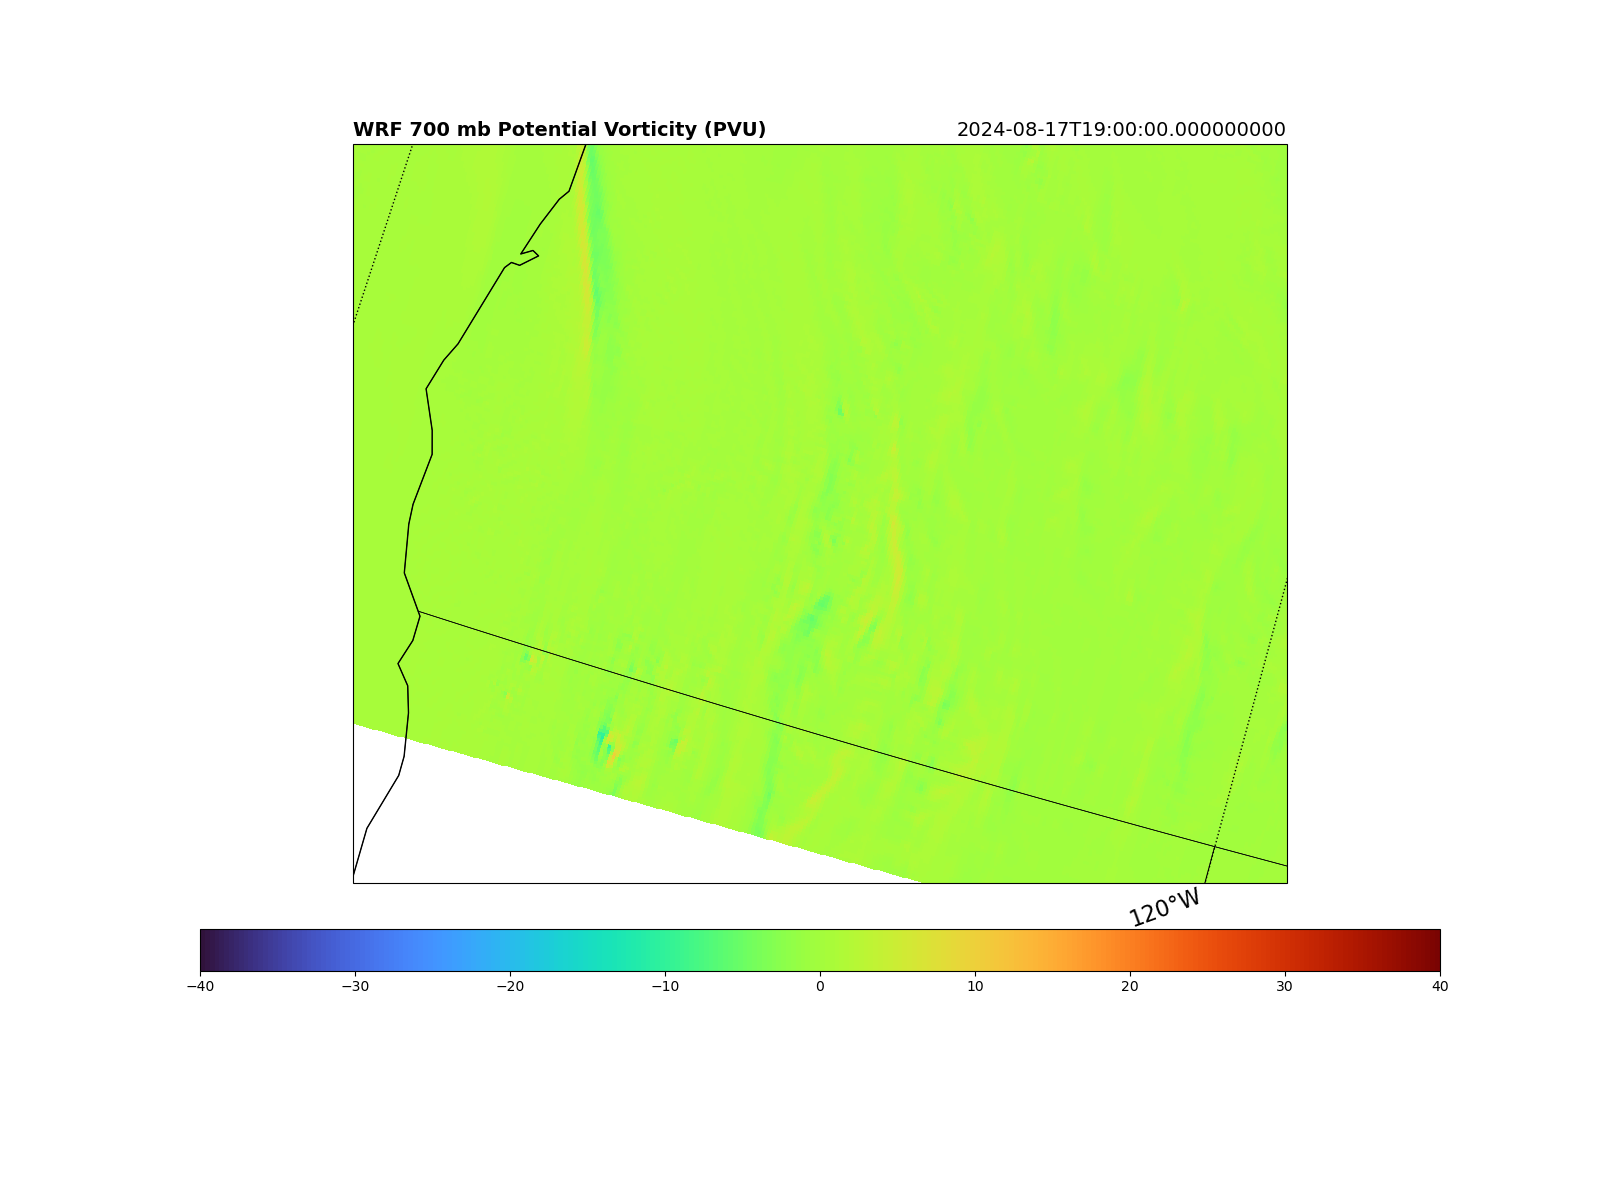 WRF 700 mb Potential Vorticity (PVU)
2024-08-17T19:00:00.000000000
120°W
−40 −30 −20 −10 0 10 20 30 40